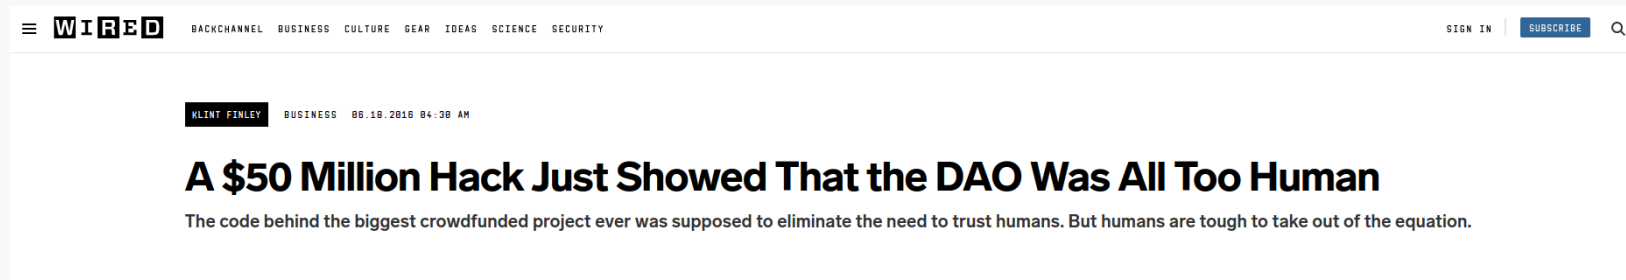 WIRED BACKCHANNEL BUSINESS CULTURE GEAR IDEAS SCIENCE SECURITY SIGN IN SUBSCRIBE
KLINT FINLEY BUSINESS 06.18.2016 04:30 AM
A $50 Million Hack Just Showed That the DAO Was All Too Human
The code behind the biggest crowdfunded project ever was supposed to eliminate the need to trust humans. But humans are tough to take out of the equation.